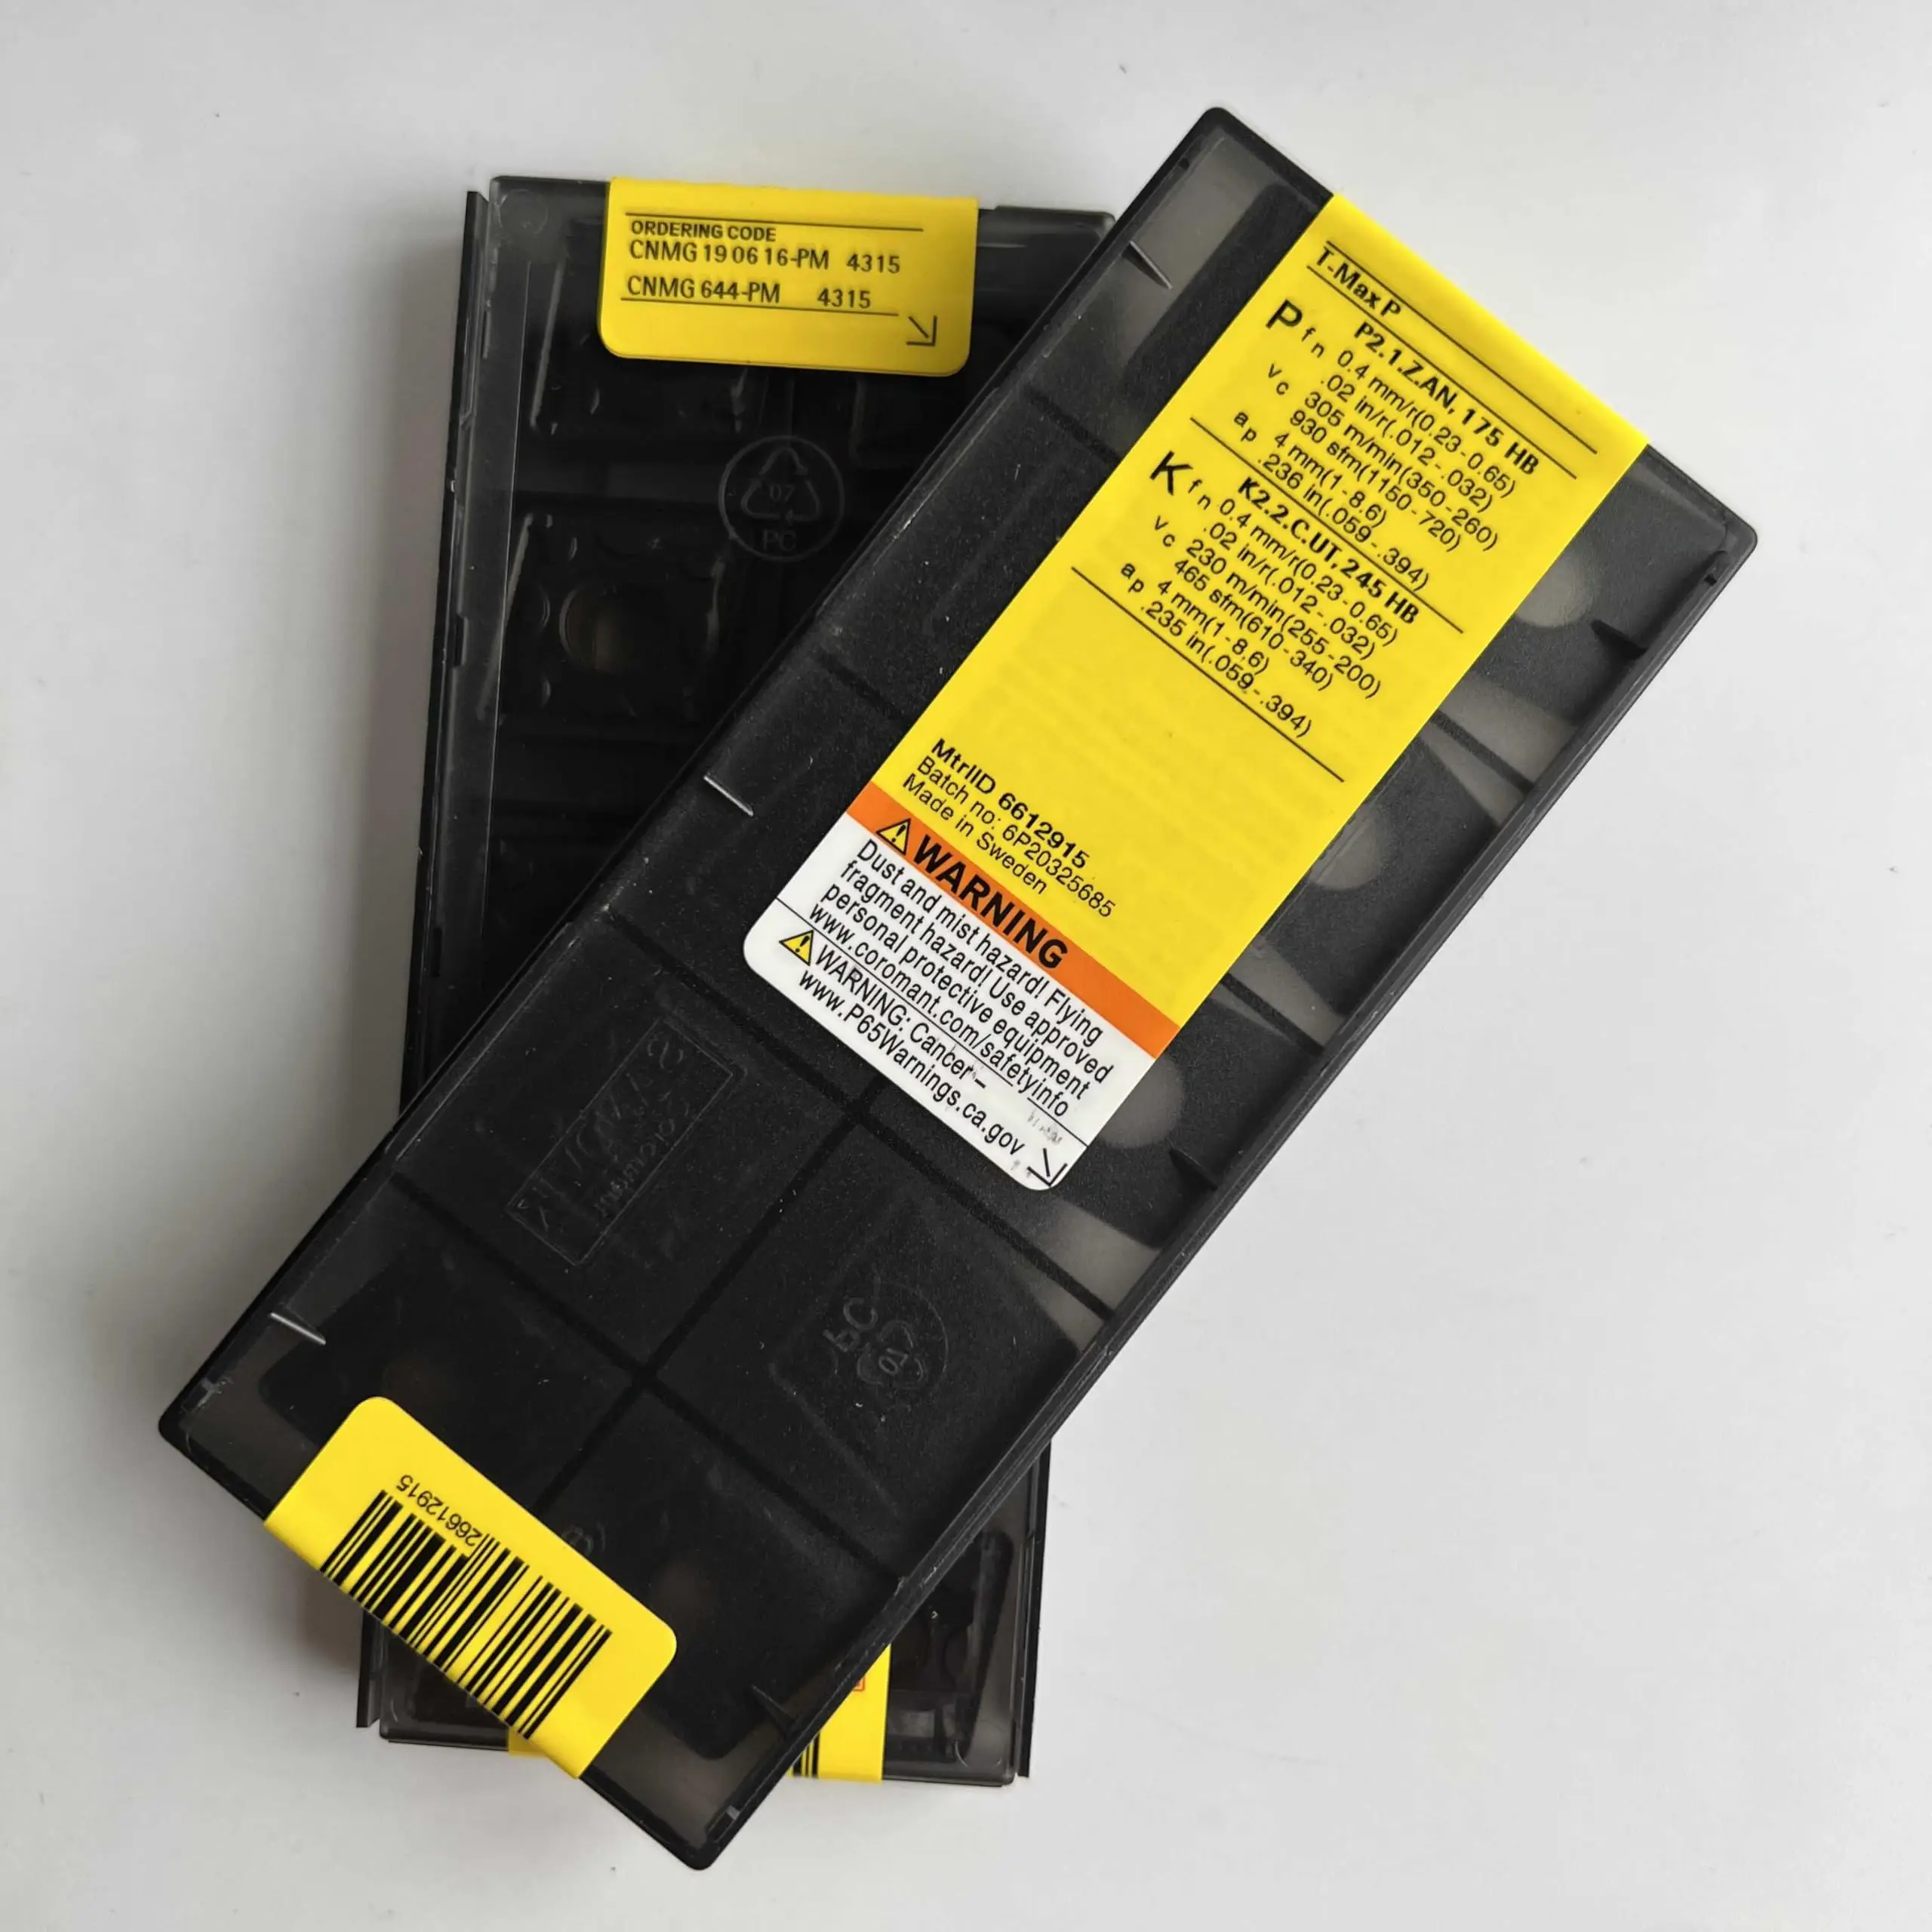 ORDERING CODE
CNMG 19 06 16-PM 4315
CNMG 644-PM 4315
07
PC
T-Max P
P P2.1.Z.AN, 175 HB
fn 0.4 mm/r(0.23-0.65)
.02 in/r(.012-.032)
vc 305 m/min(350-260)
930 sfm(1150-720)
ap 4 mm(1-8.6)
.236 in(.059-.394)
K K2.2.C.UT, 245 HB
fn 0.4 mm/r(0.23-0.65)
.02 in/r(.012-.032)
vc 230 m/min(255-200)
465 sfm(610-340)
ap 4 mm(1-8.6)
.235 in(.059-.394)
MtrlID 6612915
Batch no: 6P20325685
Made in Sweden
WARNING
Dust and mist hazard! Flying
fragment hazard! Use approved
personal protective equipment
www.coromant.com/safetyinfo
WARNING: Cancer-
www.P65Warnings.ca.gov
SANDVIK
Coromant
26612915